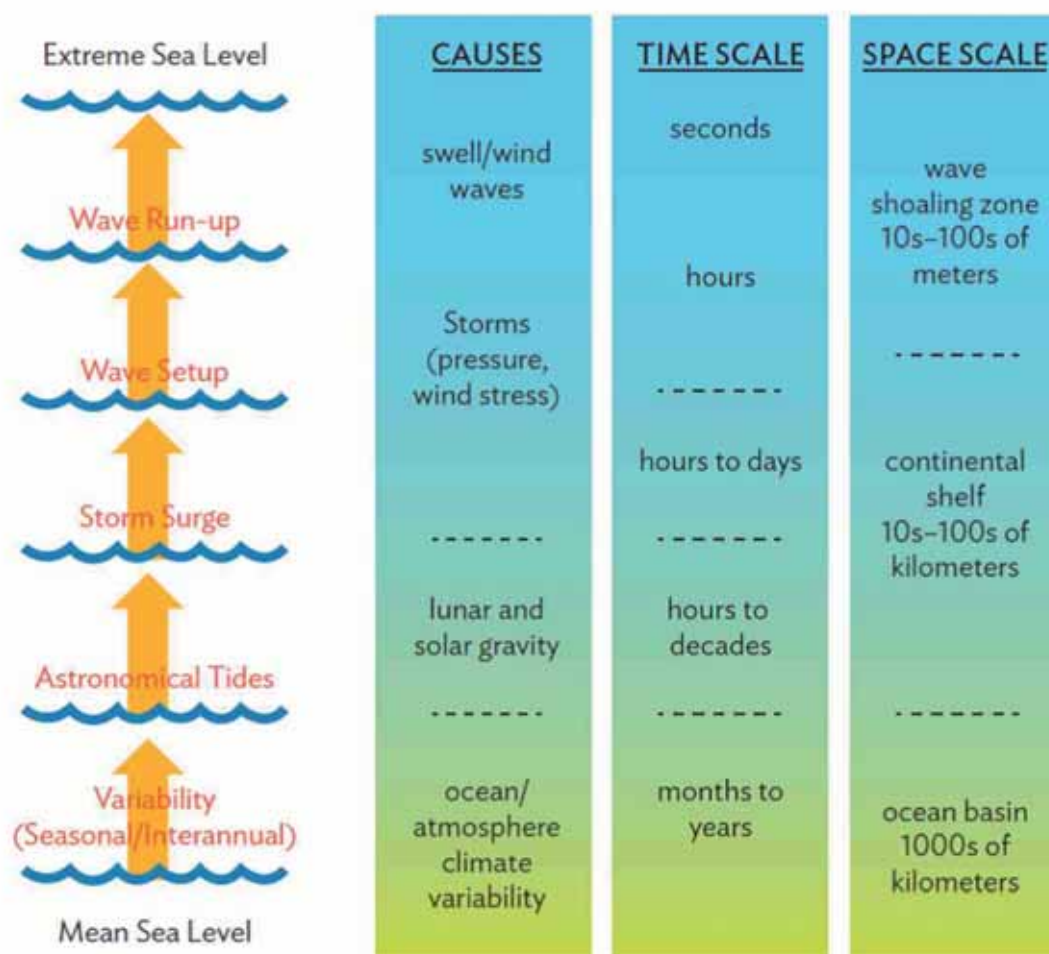 Extreme Sea Level
Wave Run-up
Wave Setup
Storm Surge
Astronomical Tides
Variability
(Seasonal/Interannual)
Mean Sea Level
CAUSES
swell/wind
waves
Storms
(pressure,
wind stress)
lunar and
solar gravity
ocean/
atmosphere
climate
variability
TIME SCALE
seconds
hours
hours to days
hours to
decades
months to
years
SPACE SCALE
wave
shoaling zone
10s–100s of
meters
continental
shelf
10s–100s of
kilometers
ocean basin
1000s of
kilometers